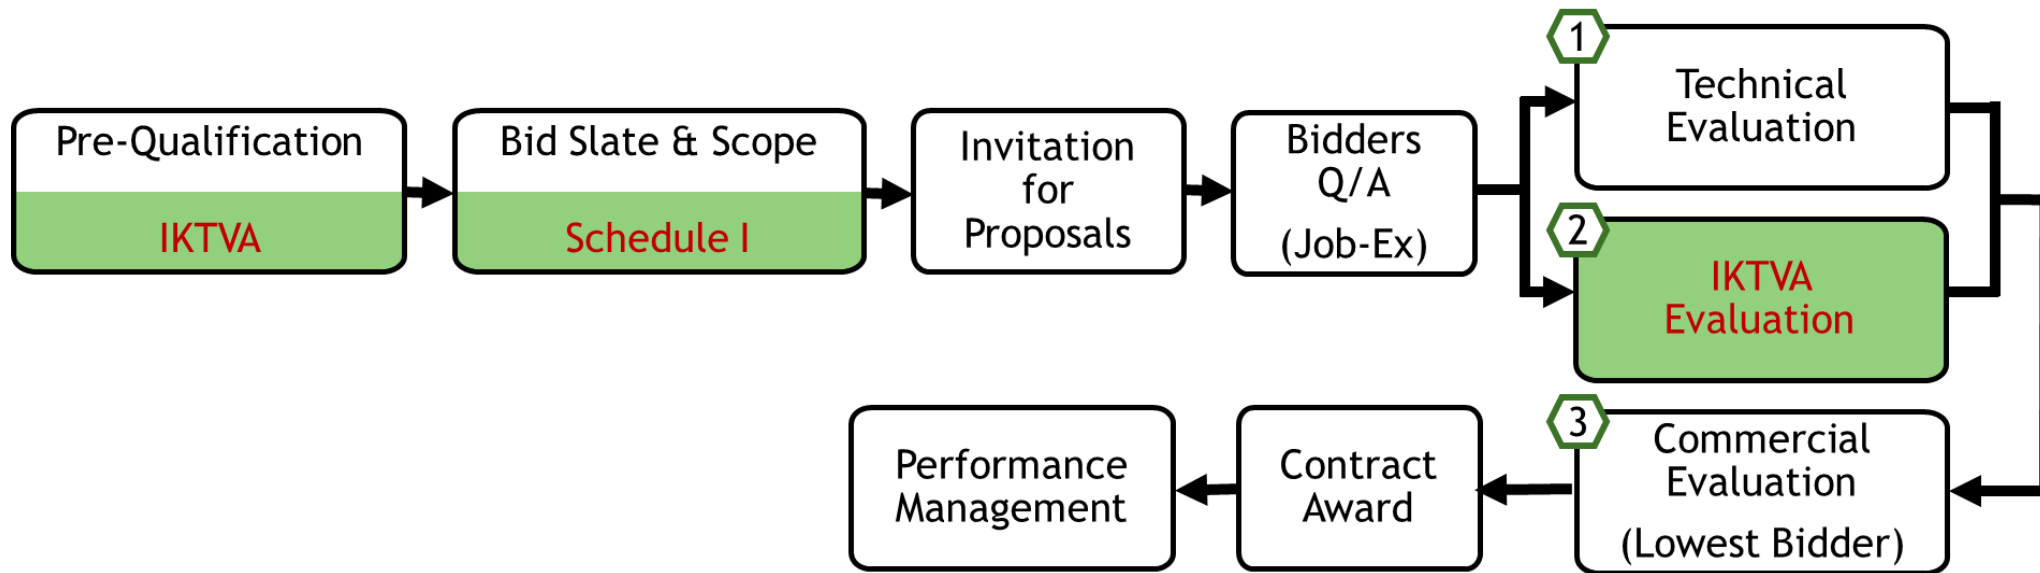 Pre-Qualification
IKTVA
Bid Slate & Scope
Schedule I
Invitation
for
Proposals
Bidders
Q/A
(Job-Ex)
1
Technical
Evaluation
2
IKTVA
Evaluation
3
Commercial
Evaluation
(Lowest Bidder)
Contract
Award
Performance
Management